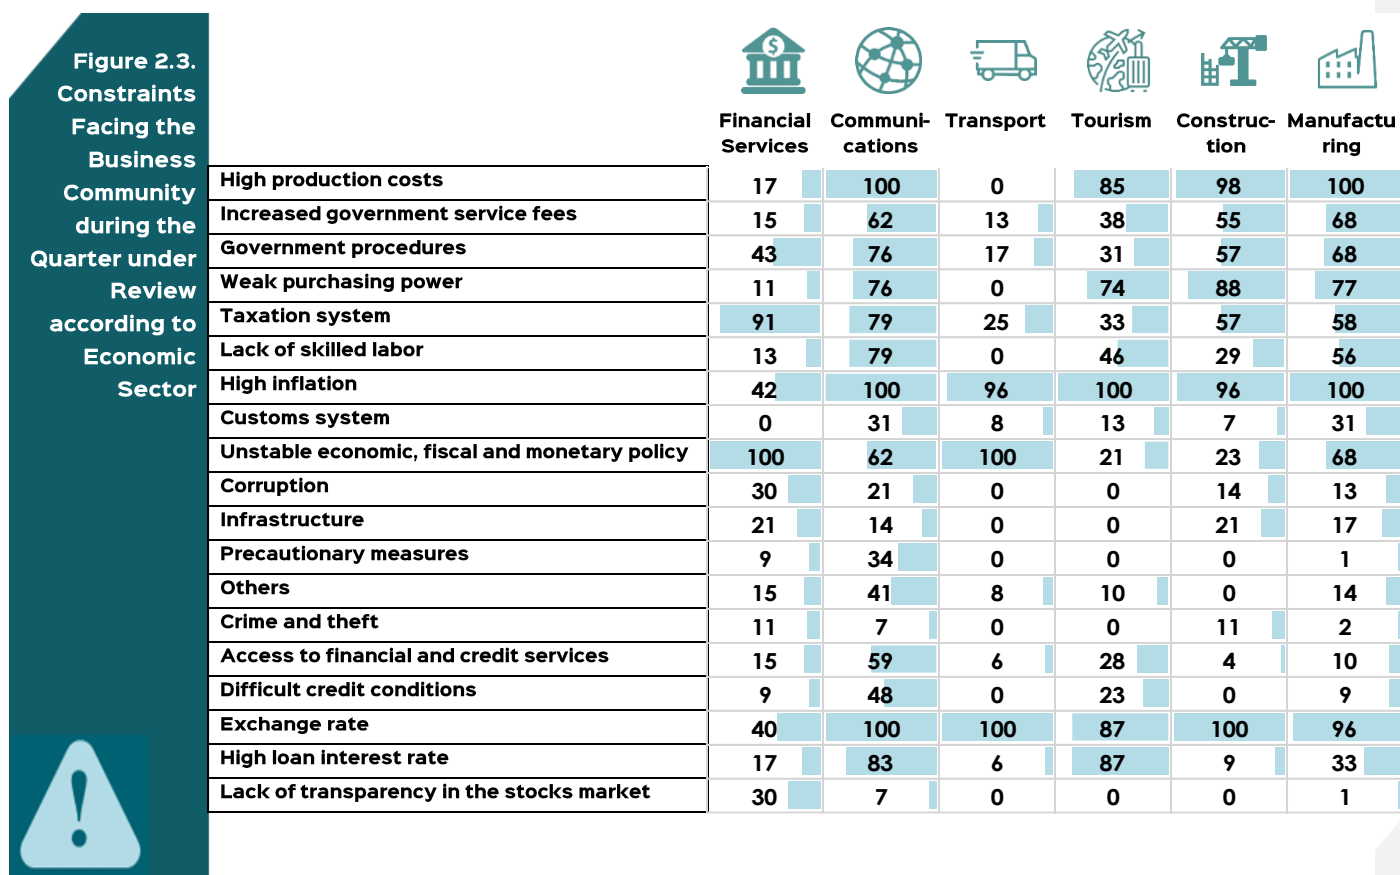 Figure 2.3.
Constraints
Facing the
Business
Community
during the
Quarter under
Review
according to
Economic
Sector
$
Financial Services Communi-cations Transport Tourism Construc-tion Manufacturing
High production costs 17 100 0 85 98 100
Increased government service fees 15 62 13 38 55 68
Government procedures 43 76 17 31 57 68
Weak purchasing power 11 76 0 74 88 77
Taxation system 91 79 25 33 57 58
Lack of skilled labor 13 79 0 46 29 56
High inflation 42 100 96 100 96 100
Customs system 0 31 8 13 7 31
Unstable economic, fiscal and monetary policy 100 62 100 21 23 68
Corruption 30 21 0 0 14 13
Infrastructure 21 14 0 0 21 17
Precautionary measures 9 34 0 0 0 1
Others 15 41 8 10 0 14
Crime and theft 11 7 0 0 11 2
Access to financial and credit services 15 59 6 28 4 10
Difficult credit conditions 9 48 0 23 0 9
Exchange rate 40 100 100 87 100 96
High loan interest rate 17 83 6 87 9 33
Lack of transparency in the stocks market 30 7 0 0 0 1